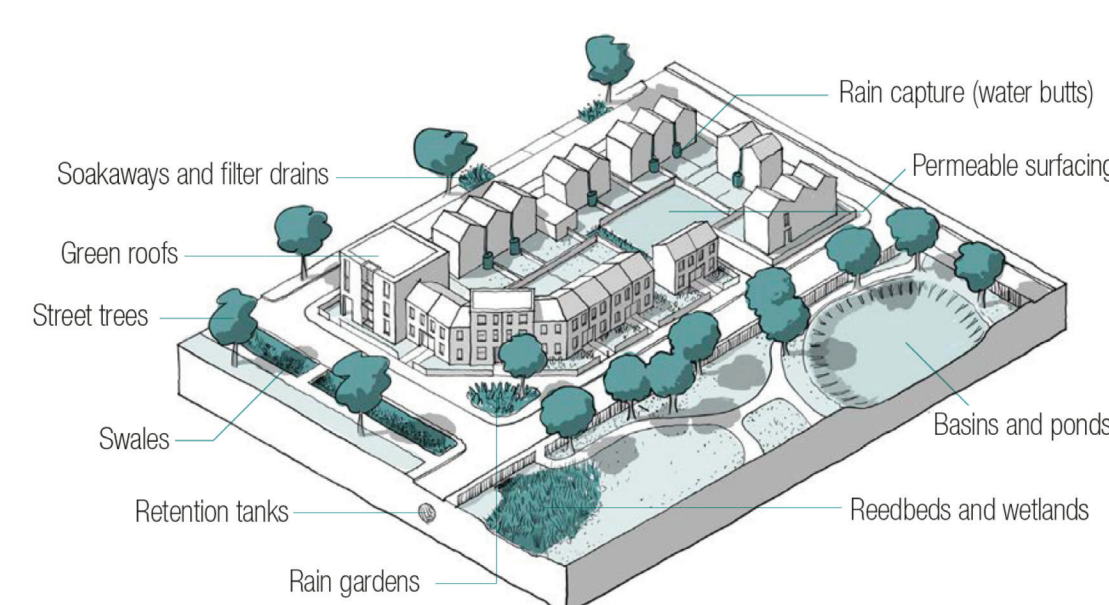 Rain capture (water butts)
Permeable surfacing
Soakaways and filter drains
Green roofs
Street trees
Swales
Basins and ponds
Retention tanks
Reedbeds and wetlands
Rain gardens